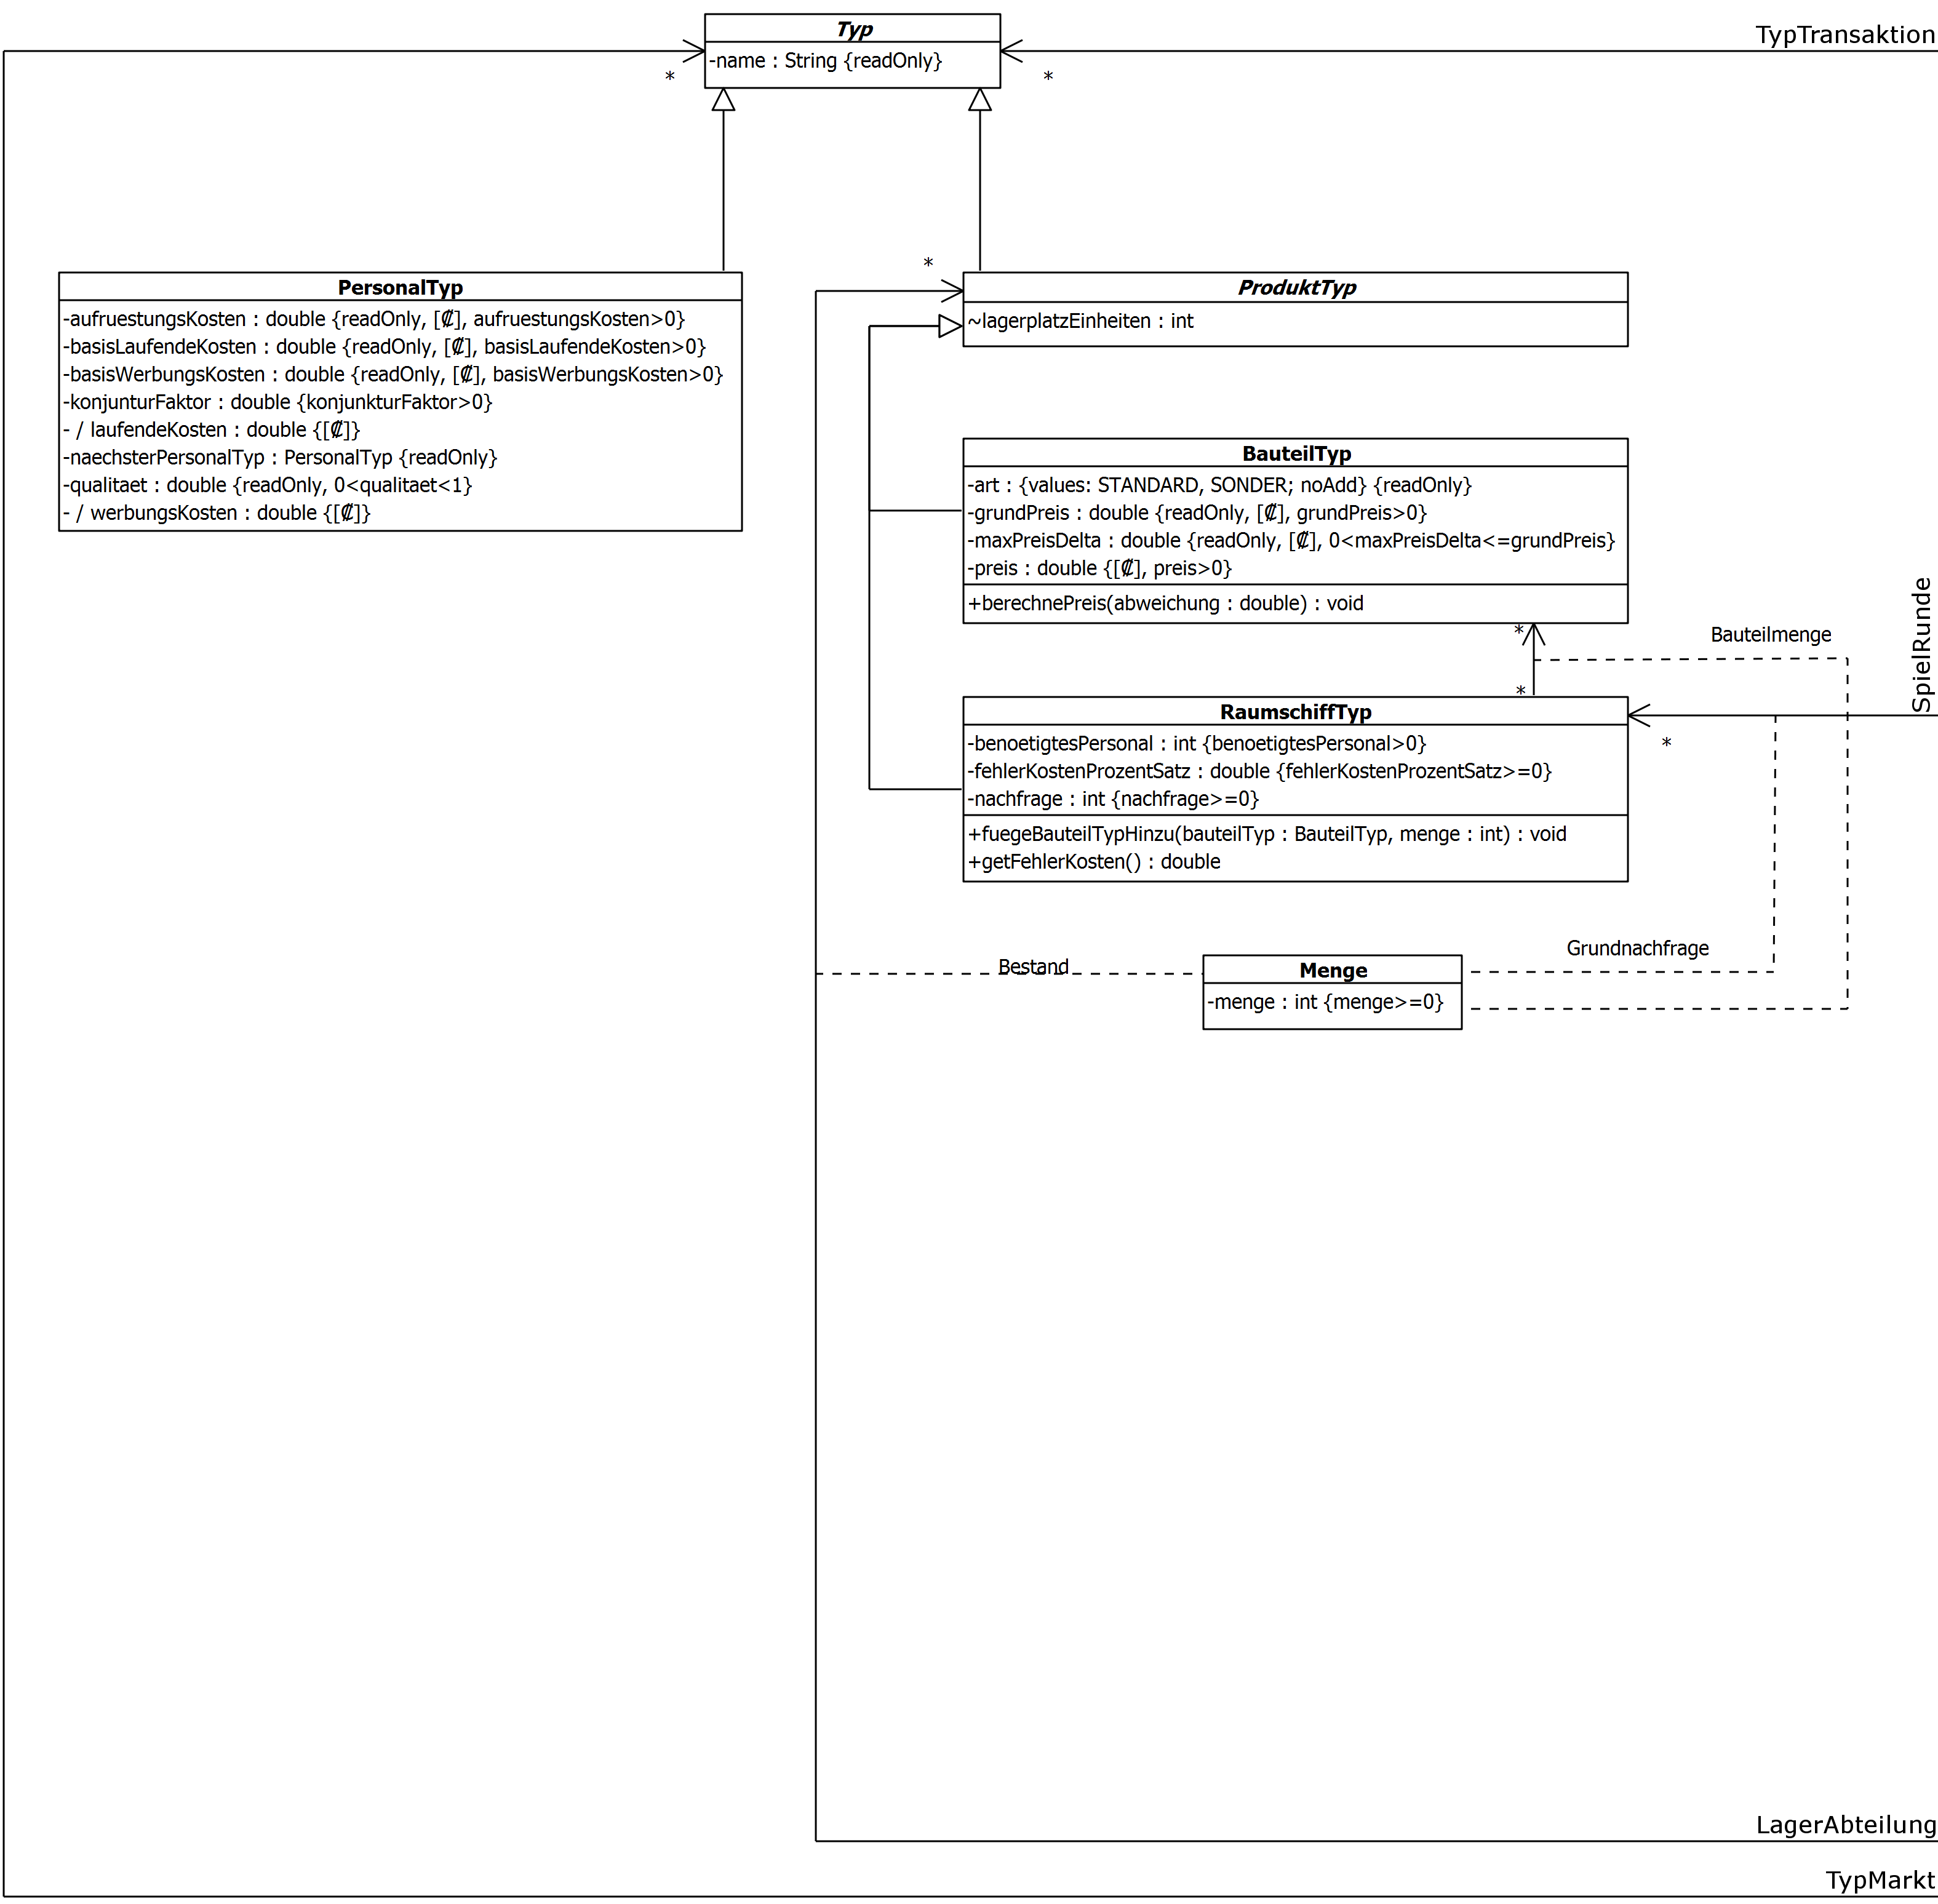 TypTransaktion
Typ
-name : String {readOnly}
*
*
*
PersonalTyp
-aufruestungsKosten : double {readOnly, [₡], aufruestungsKosten>0}
-basisLaufendeKosten : double {readOnly, [₡], basisLaufendeKosten>0}
-basisWerbungsKosten : double {readOnly, [₡], basisWerbungsKosten>0}
-konjunturFaktor : double {konjunkturFaktor>0}
- / laufendeKosten : double {[₡]}
-naechsterPersonalTyp : PersonalTyp {readOnly}
-qualitaet : double {readOnly, 0<qualitaet<1}
- / werbungsKosten : double {[₡]}
ProduktTyp
~lagerplatzEinheiten : int
BauteilTyp
-art : {values: STANDARD, SONDER; noAdd} {readOnly}
-grundPreis : double {readOnly, [₡], grundPreis>0}
-maxPreisDelta : double {readOnly, [₡], 0<maxPreisDelta<=grundPreis}
-preis : double {[₡], preis>0}
+berechnePreis(abweichung : double) : void
*
Bauteilmenge
SpielRunde
*
RaumschiffTyp
-benoetigtesPersonal : int {benoetigtesPersonal>0}
-fehlerKostenProzentSatz : double {fehlerKostenProzentSatz>=0}
-nachfrage : int {nachfrage>=0}
+fuegeBauteilTypHinzu(bauteilTyp : BauteilTyp, menge : int) : void
+getFehlerKosten() : double
*
Grundnachfrage
Bestand
Menge
-menge : int {menge>=0}
LagerAbteilung
TypMarkt